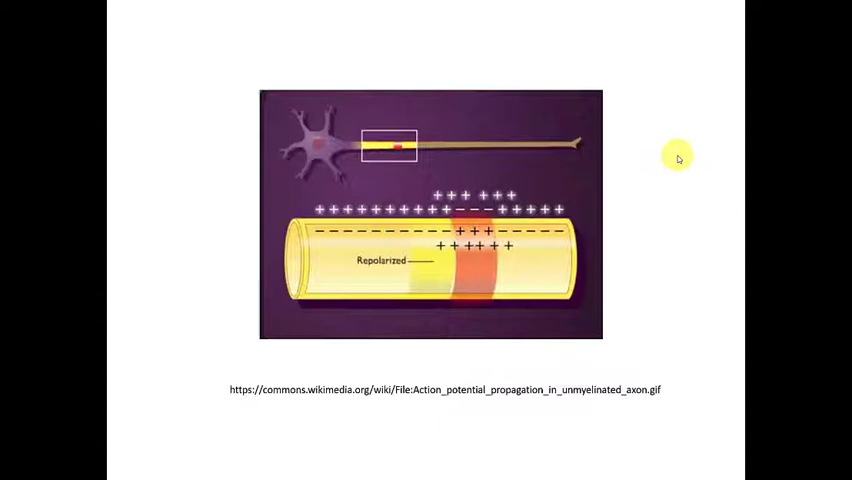 + + + + + +
+ + + + + + + + + + - - - + + + + +
- - - - - - - - - - + + + - - - - -
+ + + + + +
Repolarized
https://commons.wikimedia.org/wiki/File:Action_potential_propagation_in_unmyelinated_axon.gif